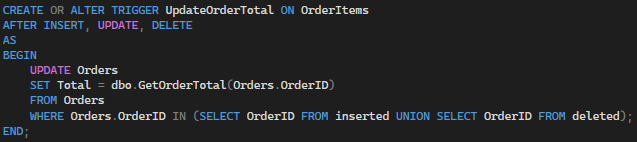 CREATE OR ALTER TRIGGER UpdateOrderTotal ON OrderItems
AFTER INSERT, UPDATE, DELETE
AS
BEGIN
    UPDATE Orders
    SET Total = dbo.GetOrderTotal(Orders.OrderID)
    FROM Orders
    WHERE Orders.OrderID IN (SELECT OrderID FROM inserted UNION SELECT OrderID FROM deleted);
END;